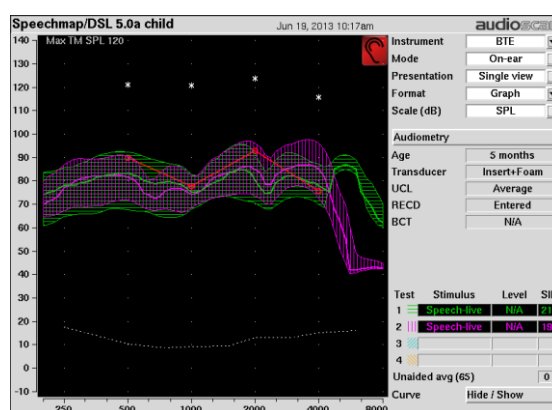 Speechmap/DSL 5.0a child
Jun 19, 2013 10:17am
audioscan
Max TM SPL 120
140
130
120
110
100
90
80
70
60
50
40
30
20
10
0
-10
250
500
1000
2000
4000
8000
Instrument BTE
Mode On-ear
Presentation Single view
Format Graph
Scale (dB) SPL
Audiometry
Age 5 months
Transducer Insert+Foam
UCL Average
RECD Entered
BCT N/A
Test Stimulus Level SII
1 Speech-live N/A 21
2 Speech-live N/A
3
4
Unaided avg (65) 0
Curve Hide / Show